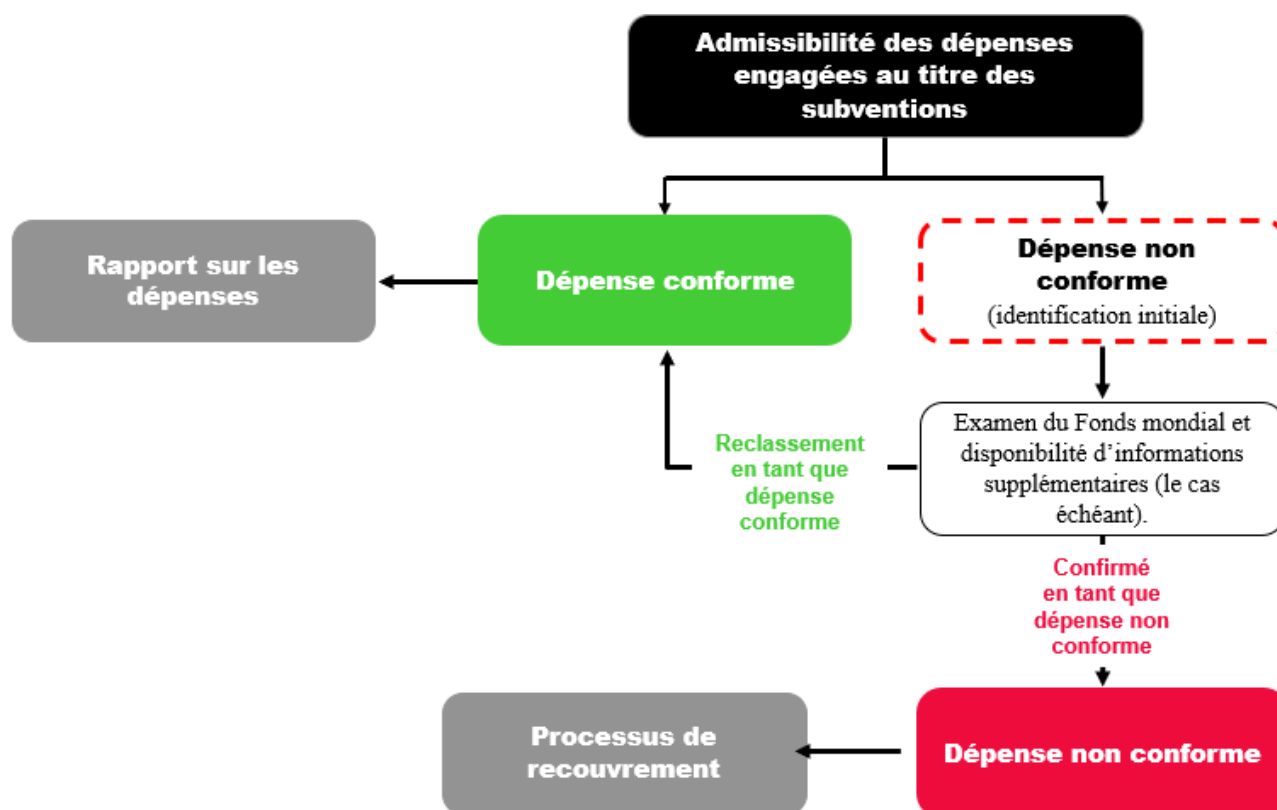 Admissibilité des dépenses
engagées au titre des
subventions
Rapport sur les
dépenses
Dépense conforme
Dépense non
conforme
(identification initiale)
Reclassement
en tant que
dépense
conforme
Examen du Fonds mondial et
disponibilité d’informations
supplémentaires (le cas
échéant).
Confirmé
en tant que
dépense non
conforme
Processus de
recouvrement
Dépense non conforme